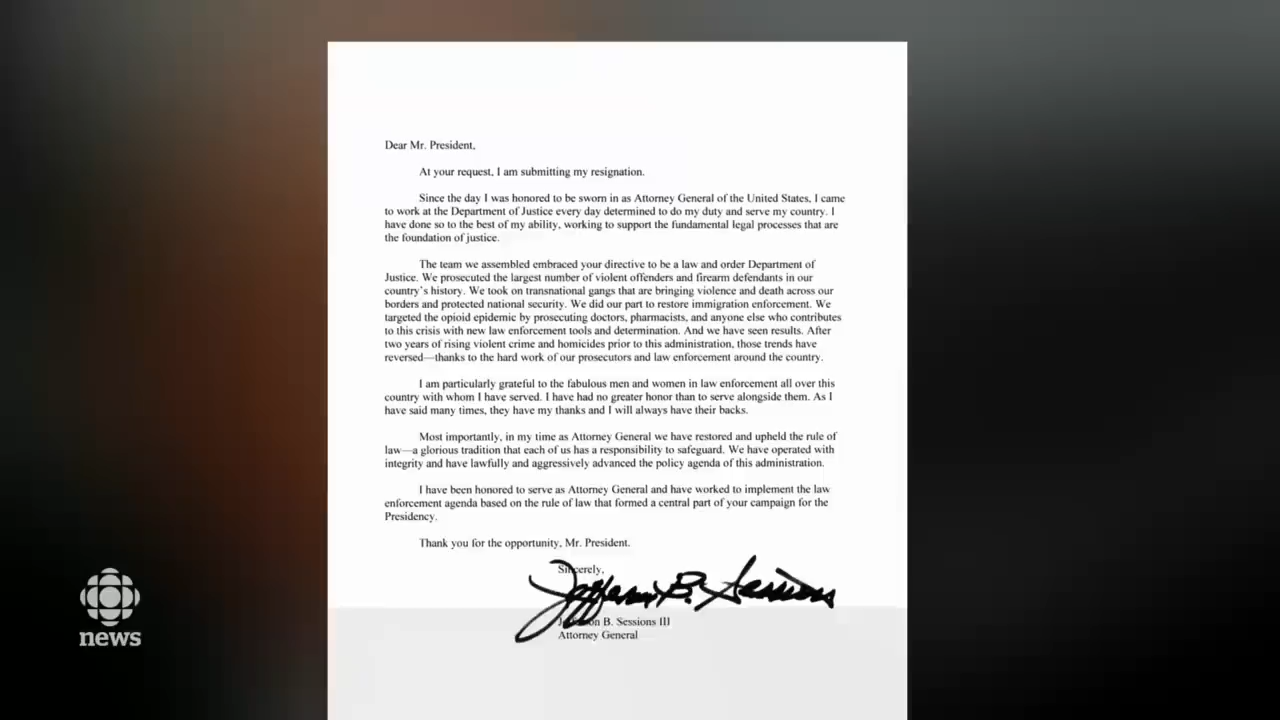 Dear Mr. President,
At your request, I am submitting my resignation.
Since the day I was honored to be sworn in as Attorney General of the United States, I came
to work at the Department of Justice every day determined to do my duty and serve my country. I
have done so to the best of my ability, working to support the fundamental legal processes that are
the foundation of justice.
The team we assembled embraced your directive to be a law and order Department of
Justice. We prosecuted the largest number of violent offenders and firearm defendants in our
country's history. We took on transnational gangs that are bringing violence and death across our
borders and protected national security. We did our part to restore immigration enforcement. We
targeted the opioid epidemic by prosecuting doctors, pharmacists, and anyone else who contributes
to this crisis with new law enforcement tools and determination. And we have seen results. After
two years of rising violent crime and homicides prior to this administration, those trends have
reversed—thanks to the hard work of our prosecutors and law enforcement around the country.
I am particularly grateful to the fabulous men and women in law enforcement all over this
country with whom I have served. I have had no greater honor than to serve alongside them. As I
have said many times, they have my thanks and I will always have their backs.
Most importantly, in my time as Attorney General we have restored and upheld the rule of
law—a glorious tradition that each of us has a responsibility to safeguard. We have operated with
integrity and have lawfully and aggressively advanced the policy agenda of this administration.
I have been honored to serve as Attorney General and have worked to implement the law
enforcement agenda based on the rule of law that formed a central part of your campaign for the
Presidency.
Thank you for the opportunity, Mr. President.
Sincerely,
Jefferson B. Sessions
Jefferson B. Sessions III
Attorney General
news